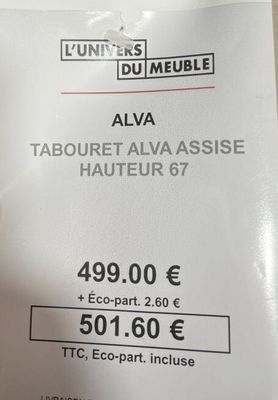 L'UNIVERS
DU MEUBLE
ALVA
TABOURET ALVA ASSISE
HAUTEUR 67
499.00 €
+ Éco-part. 2.60 €
501.60 €
TTC, Eco-part. incluse